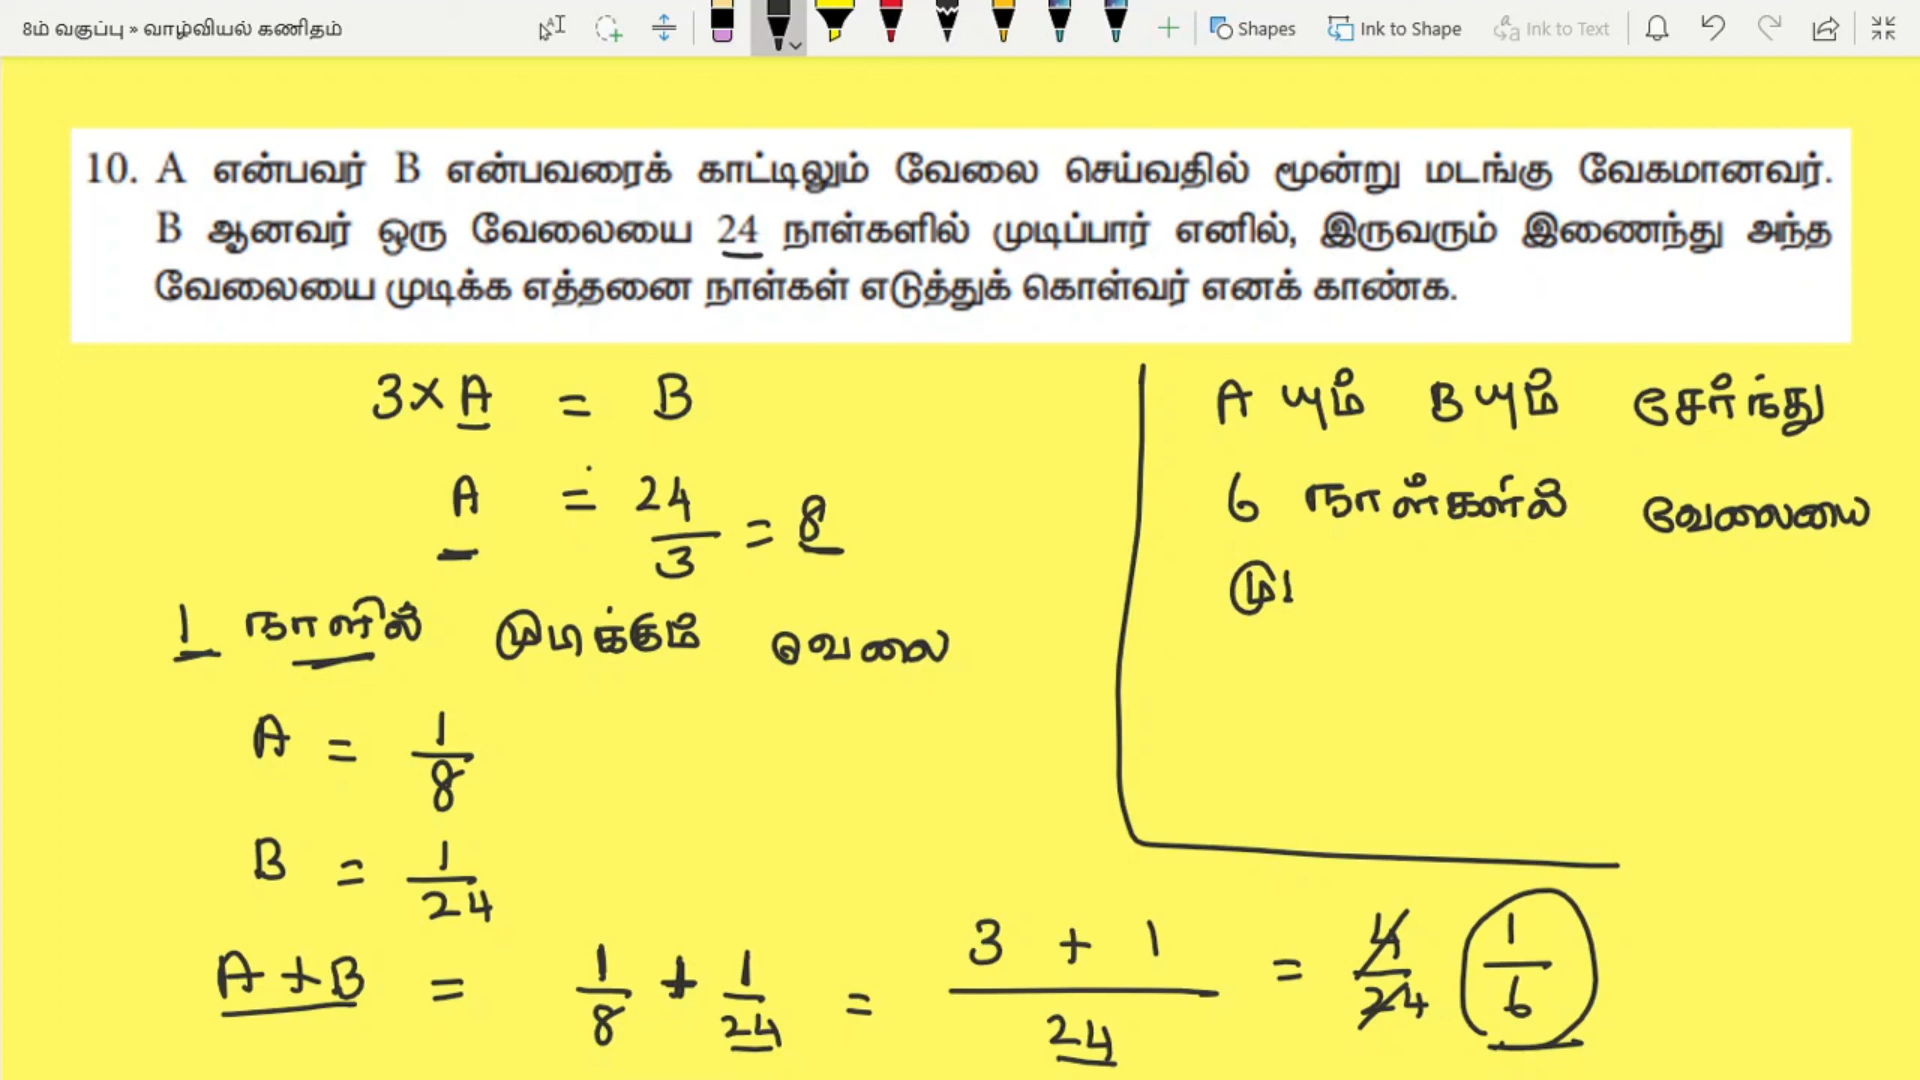 8ம் வகுப்பு » வாழ்வியல் கணிதம்
Shapes
Ink to Shape
Ink to Text
10. A என்பவர் B என்பவரைக் காட்டிலும் வேலை செய்வதில் மூன்று மடங்கு வேகமானவர்.
B ஆனவர் ஒரு வேலையை 24 நாள்களில் முடிப்பார் எனில், இருவரும் இணைந்து அந்த
வேலையை முடிக்க எத்தனை நாள்கள் எடுத்துக் கொள்வர் எனக் காண்க.
3 × A = B
A = 24/3 = 8
1 நாளில் முடிக்கும் வேலை
A = 1/8
B = 1/24
A + B = 1/8 + 1/24 = 3 + 1/24 = 4/24 1/6
A யும் B யும் சேர்ந்து
6 நாள்களில் வேலையை
மு